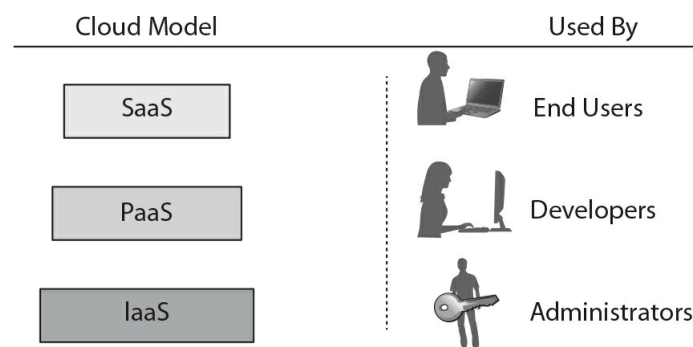 Cloud Model Used By
SaaS End Users
PaaS Developers
IaaS Administrators